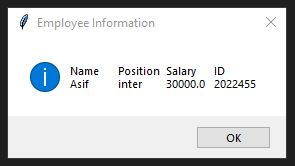 Employee Information
Name Position Salary ID
Asif inter 30000.0 2022455
OK